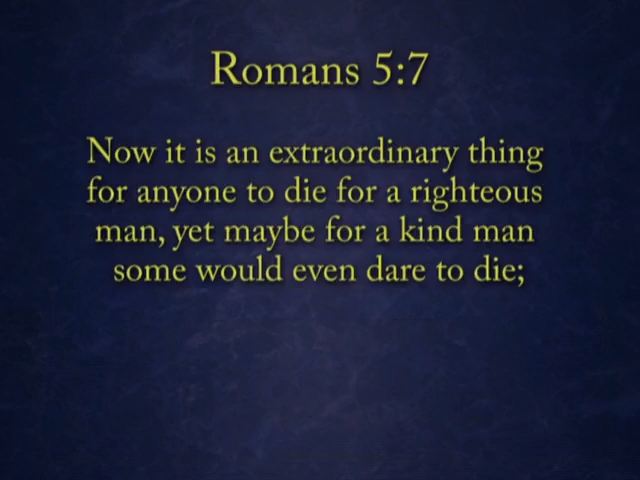 Romans 5:7
Now it is an extraordinary thing
for anyone to die for a righteous
man, yet maybe for a kind man
some would even dare to die;